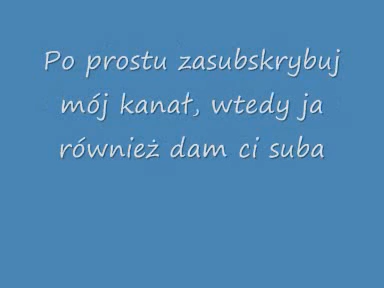 Po prostu zasubskrybuj
mój kanał, wtedy ja
również dam ci suba